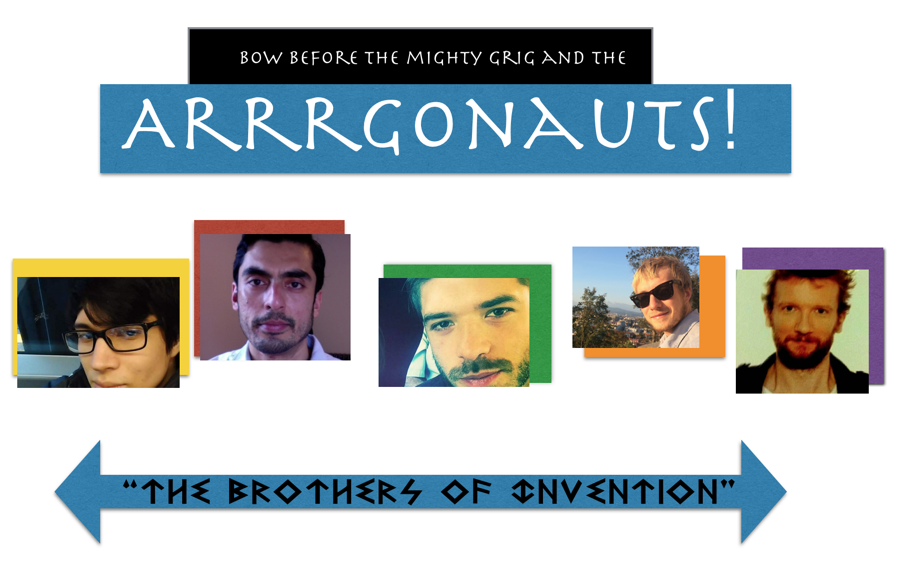 BOW BEFORE THE MIGHTY GRIG AND THE
ARRRGONAUTS!
“THE BROTHERS OF INVENTION”